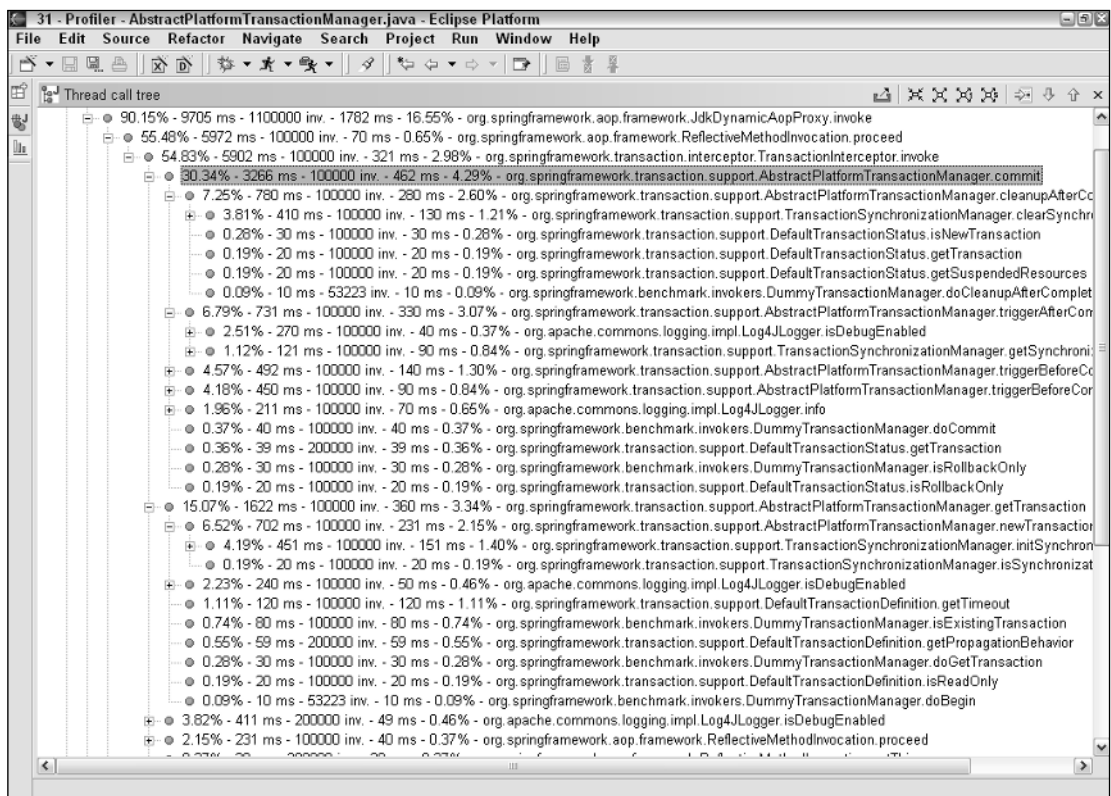 31 - Profiler - AbstractPlatformTransactionManager.java - Eclipse Platform
File Edit Source Refactor Navigate Search Project Run Window Help
Thread call tree
90.15% - 9705 ms - 1100000 inv. - 1782 ms - 16.55% - org.springframework.aop.framework.JdkDynamicAopProxy.invoke
55.48% - 5972 ms - 100000 inv. - 70 ms - 0.65% - org.springframework.aop.framework.ReflectiveMethodInvocation.proceed
54.83% - 5902 ms - 100000 inv. - 321 ms - 2.98% - org.springframework.transaction.interceptor.TransactionInterceptor.invoke
30.34% - 3266 ms - 100000 inv. - 462 ms - 4.29% - org.springframework.transaction.support.AbstractPlatformTransactionManager.commit
7.25% - 780 ms - 100000 inv. - 280 ms - 2.60% - org.springframework.transaction.support.AbstractPlatformTransactionManager.cleanupAfterCo
3.81% - 410 ms - 100000 inv. - 130 ms - 1.21% - org.springframework.transaction.support.TransactionSynchronizationManager.clearSynchro
0.28% - 30 ms - 100000 inv. - 30 ms - 0.28% - org.springframework.transaction.support.DefaultTransactionStatus.isNewTransaction
0.19% - 20 ms - 100000 inv. - 20 ms - 0.19% - org.springframework.transaction.support.DefaultTransactionStatus.getTransaction
0.19% - 20 ms - 100000 inv. - 20 ms - 0.19% - org.springframework.transaction.support.DefaultTransactionStatus.getSuspendedResources
0.09% - 10 ms - 53223 inv. - 10 ms - 0.09% - org.springframework.benchmark.invokers.DummyTransactionManager.doCleanupAfterComplet
6.79% - 731 ms - 100000 inv. - 330 ms - 3.07% - org.springframework.transaction.support.AbstractPlatformTransactionManager.triggerAfterCom
2.51% - 270 ms - 100000 inv. - 40 ms - 0.37% - org.apache.commons.logging.impl.Log4JLogger.isDebugEnabled
1.12% - 121 ms - 100000 inv. - 90 ms - 0.84% - org.springframework.transaction.support.TransactionSynchronizationManager.getSynchroni
4.57% - 492 ms - 100000 inv. - 140 ms - 1.30% - org.springframework.transaction.support.AbstractPlatformTransactionManager.triggerBeforeCo
4.18% - 450 ms - 100000 inv. - 90 ms - 0.84% - org.springframework.transaction.support.AbstractPlatformTransactionManager.triggerBeforeCor
1.96% - 211 ms - 100000 inv. - 70 ms - 0.65% - org.apache.commons.logging.impl.Log4JLogger.info
0.37% - 40 ms - 100000 inv. - 40 ms - 0.37% - org.springframework.benchmark.invokers.DummyTransactionManager.doCommit
0.36% - 39 ms - 200000 inv. - 39 ms - 0.36% - org.springframework.transaction.support.DefaultTransactionStatus.getTransaction
0.28% - 30 ms - 100000 inv. - 30 ms - 0.28% - org.springframework.benchmark.invokers.DummyTransactionManager.isRollbackOnly
0.19% - 20 ms - 100000 inv. - 20 ms - 0.19% - org.springframework.transaction.support.DefaultTransactionStatus.isRollbackOnly
15.07% - 1622 ms - 100000 inv. - 360 ms - 3.34% - org.springframework.transaction.support.AbstractPlatformTransactionManager.getTransaction
6.52% - 702 ms - 100000 inv. - 231 ms - 2.15% - org.springframework.transaction.support.AbstractPlatformTransactionManager.newTransaction
4.19% - 451 ms - 100000 inv. - 151 ms - 1.40% - org.springframework.transaction.support.TransactionSynchronizationManager.initSynchron
0.19% - 20 ms - 100000 inv. - 20 ms - 0.19% - org.springframework.transaction.support.TransactionSynchronizationManager.isSynchronizat
2.23% - 240 ms - 100000 inv. - 50 ms - 0.46% - org.apache.commons.logging.impl.Log4JLogger.isDebugEnabled
1.11% - 120 ms - 100000 inv. - 120 ms - 1.11% - org.springframework.transaction.support.DefaultTransactionDefinition.getTimeout
0.74% - 80 ms - 100000 inv. - 80 ms - 0.74% - org.springframework.benchmark.invokers.DummyTransactionManager.isExistingTransaction
0.55% - 59 ms - 200000 inv. - 59 ms - 0.55% - org.springframework.transaction.support.DefaultTransactionDefinition.getPropagationBehavior
0.28% - 30 ms - 100000 inv. - 30 ms - 0.28% - org.springframework.benchmark.invokers.DummyTransactionManager.doGetTransaction
0.19% - 20 ms - 100000 inv. - 20 ms - 0.19% - org.springframework.transaction.support.DefaultTransactionDefinition.isReadOnly
0.09% - 10 ms - 53223 inv. - 10 ms - 0.09% - org.springframework.benchmark.invokers.DummyTransactionManager.doBegin
3.82% - 411 ms - 200000 inv. - 49 ms - 0.46% - org.apache.commons.logging.impl.Log4JLogger.isDebugEnabled
2.15% - 231 ms - 100000 inv. - 40 ms - 0.37% - org.springframework.aop.framework.ReflectiveMethodInvocation.proceed